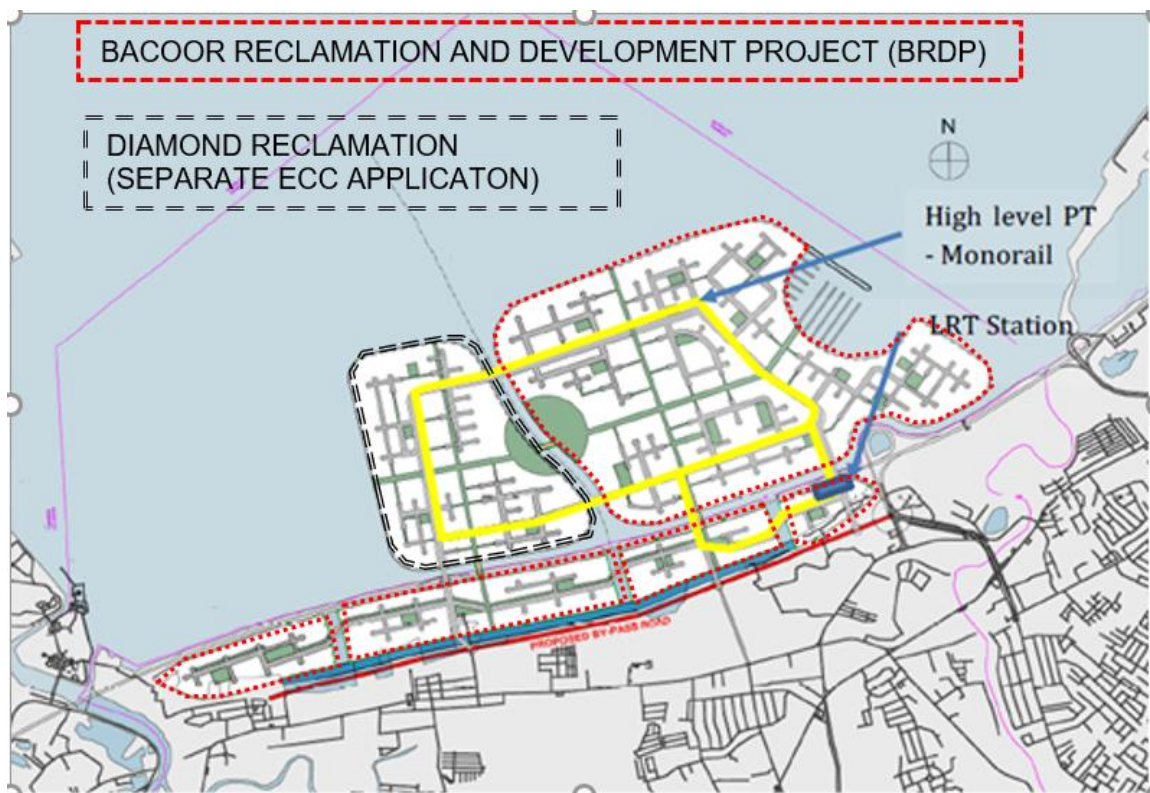 BACOOR RECLAMATION AND DEVELOPMENT PROJECT (BRDP)
DIAMOND RECLAMATION
(SEPARATE ECC APPLICATON)
N
High level PT
- Monorail
LRT Station
PROPOSED BY-PASS ROAD